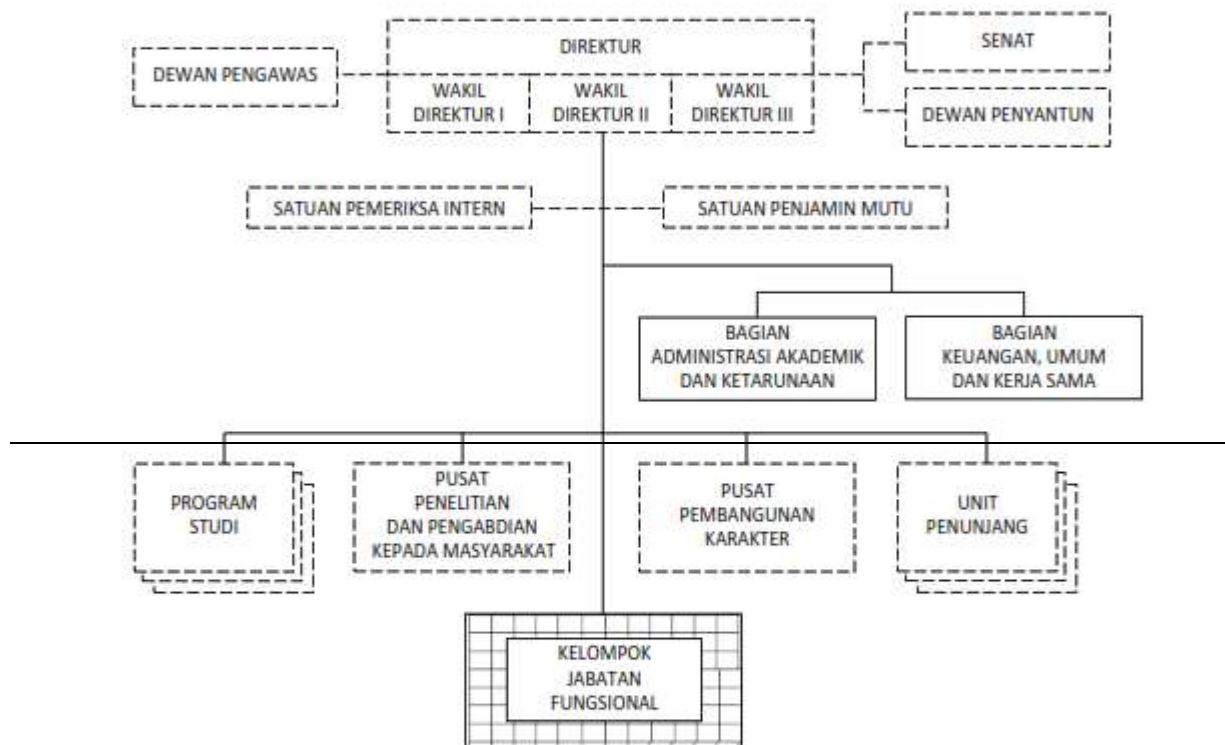 DIREKTUR
SENAT
DEWAN PENGAWAS
WAKIL
DIREKTUR I
WAKIL
DIREKTUR II
WAKIL
DIREKTUR III
DEWAN PENYANTUN
SATUAN PEMERIKSA INTERN
SATUAN PENJAMIN MUTU
BAGIAN
ADMINISTRASI AKADEMIK
DAN KETARUNAAN
BAGIAN
KEUANGAN, UMUM
DAN KERJA SAMA
PROGRAM
STUDI
PUSAT
PENELITIAN
DAN PENGABDIAN
KEPADA MASYARAKAT
PUSAT
PEMBANGUNAN
KARAKTER
UNIT
PENUNJANG
KELOMPOK
JABATAN
FUNGSIONAL